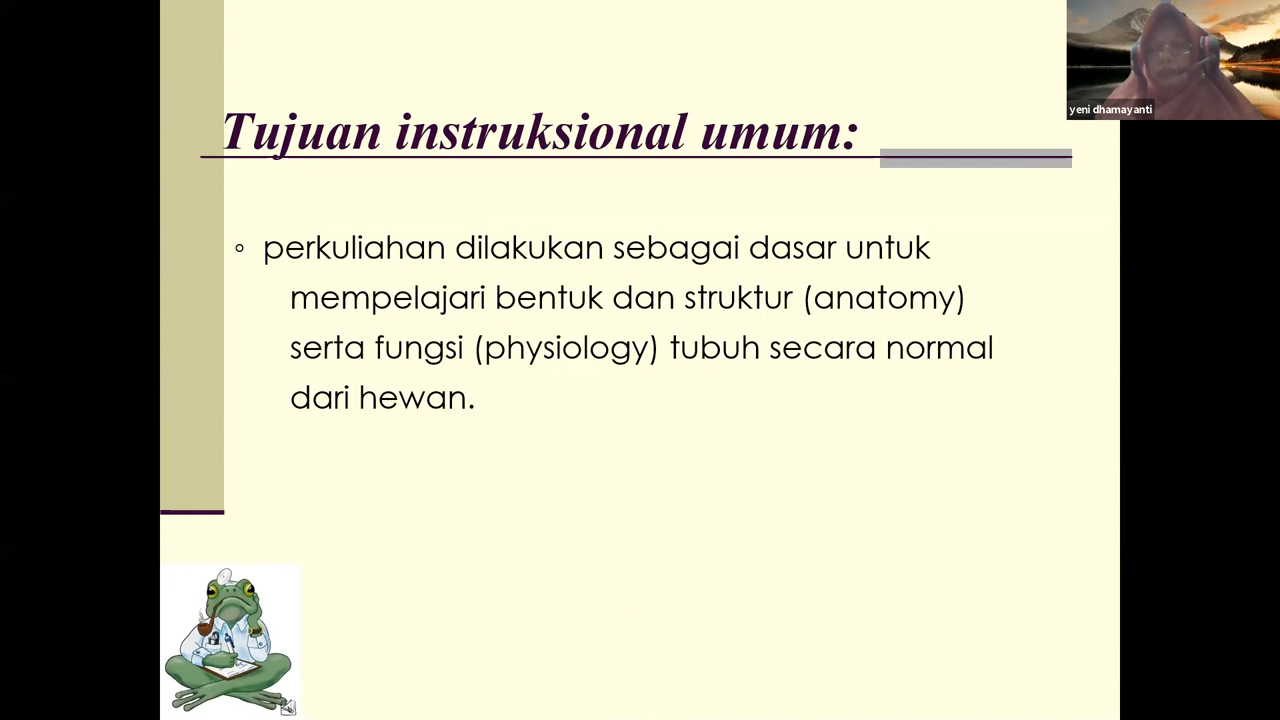 yeni dhamayanti
Tujuan instruksional umum:
◦ perkuliahan dilakukan sebagai dasar untuk
mempelajari bentuk dan struktur (anatomy)
serta fungsi (physiology) tubuh secara normal
dari hewan.